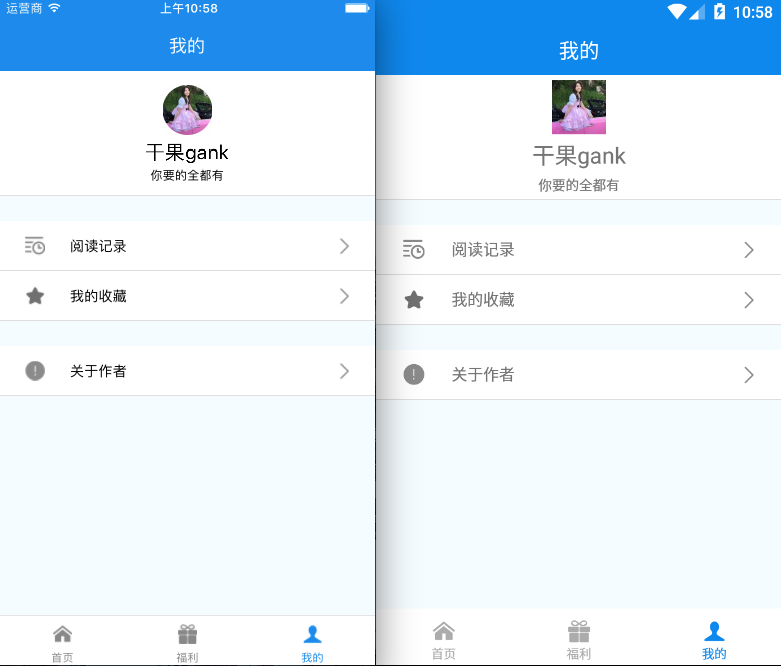 运营商 上午10:58
我的
干果gank
你要的全都有
阅读记录
我的收藏
关于作者
首页 福利 我的
10:58
我的
干果gank
你要的全都有
阅读记录
我的收藏
关于作者
首页 福利 我的